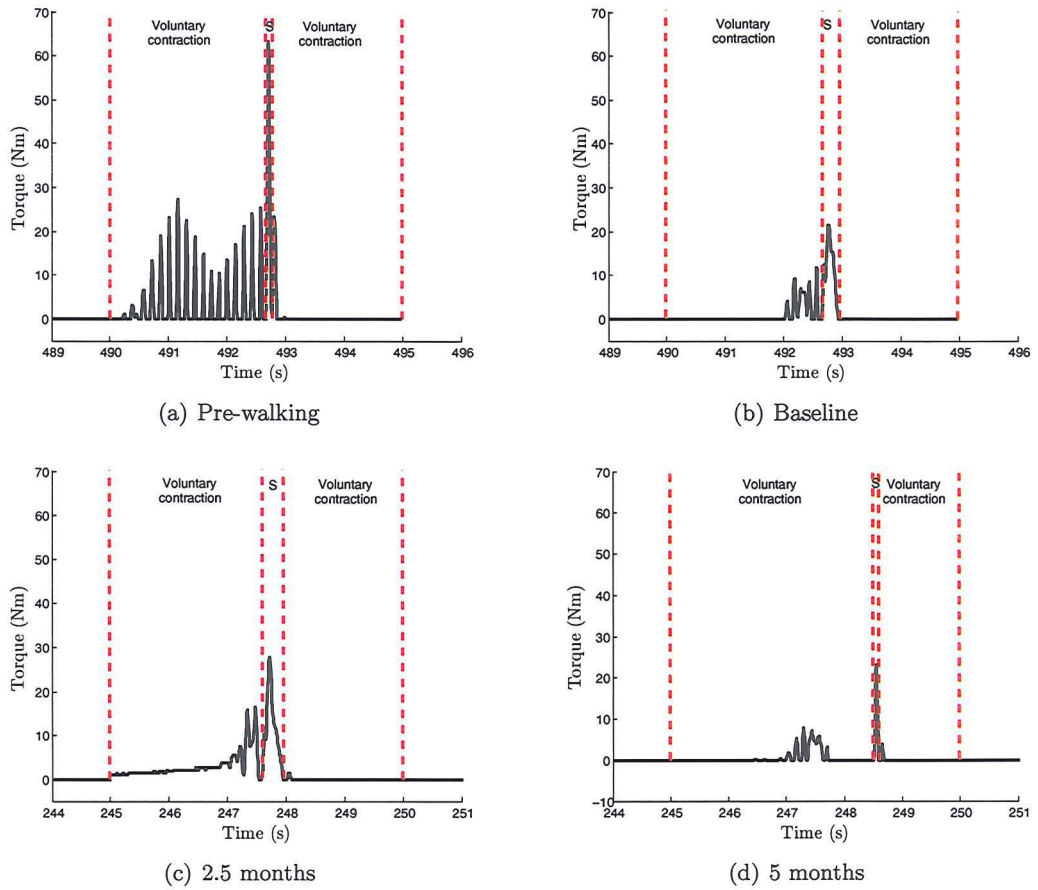 Voluntary contraction
S
Voluntary contraction
70
60
50
40
30
20
10
0
Torque (Nm)
489 490 491 492 493 494 495 496
Time (s)
(a) Pre-walking
Voluntary contraction
S
Voluntary contraction
70
60
50
40
30
20
10
0
Torque (Nm)
489 490 491 492 493 494 495 496
Time (s)
(b) Baseline
Voluntary contraction
S
Voluntary contraction
70
60
50
40
30
20
10
0
Torque (Nm)
244 245 246 247 248 249 250 251
Time (s)
(c) 2.5 months
Voluntary contraction
S
Voluntary contraction
70
60
50
40
30
20
10
0
-10
Torque (Nm)
244 245 246 247 248 249 250 251
Time (s)
(d) 5 months